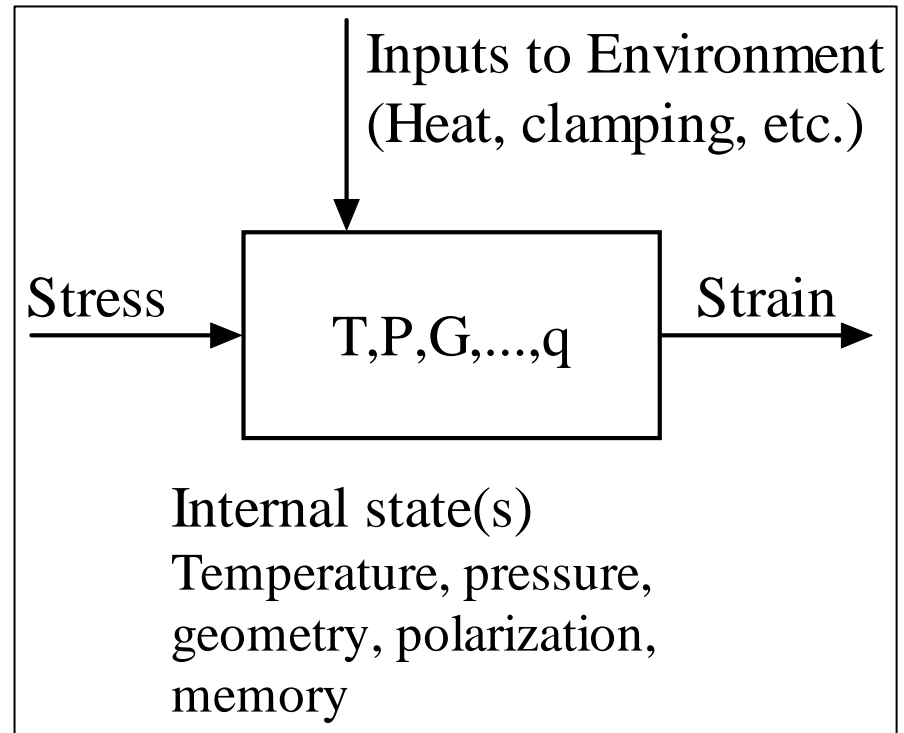 Inputs to Environment
(Heat, clamping, etc.)
Stress
Strain
T,P,G,...,q
Internal state(s)
Temperature, pressure,
geometry, polarization,
memory